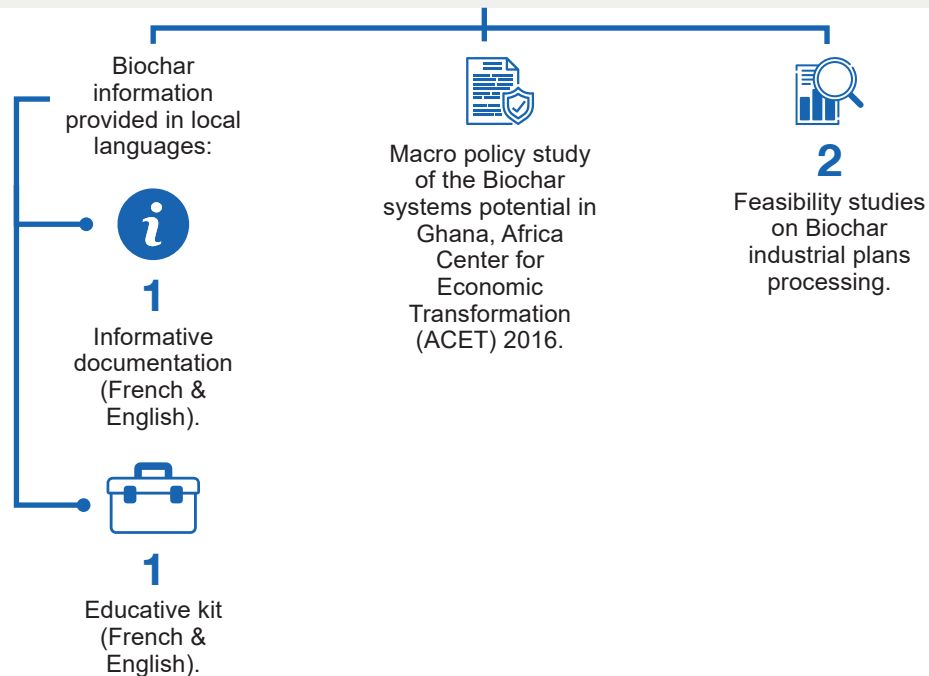 Biochar
information
provided in local
languages:
i
1
Informative
documentation
(French &
English).
1
Educative kit
(French &
English).
Macro policy study
of the Biochar
systems potential in
Ghana, Africa
Center for
Economic
Transformation
(ACET) 2016.
2
Feasibility studies
on Biochar
industrial plans
processing.